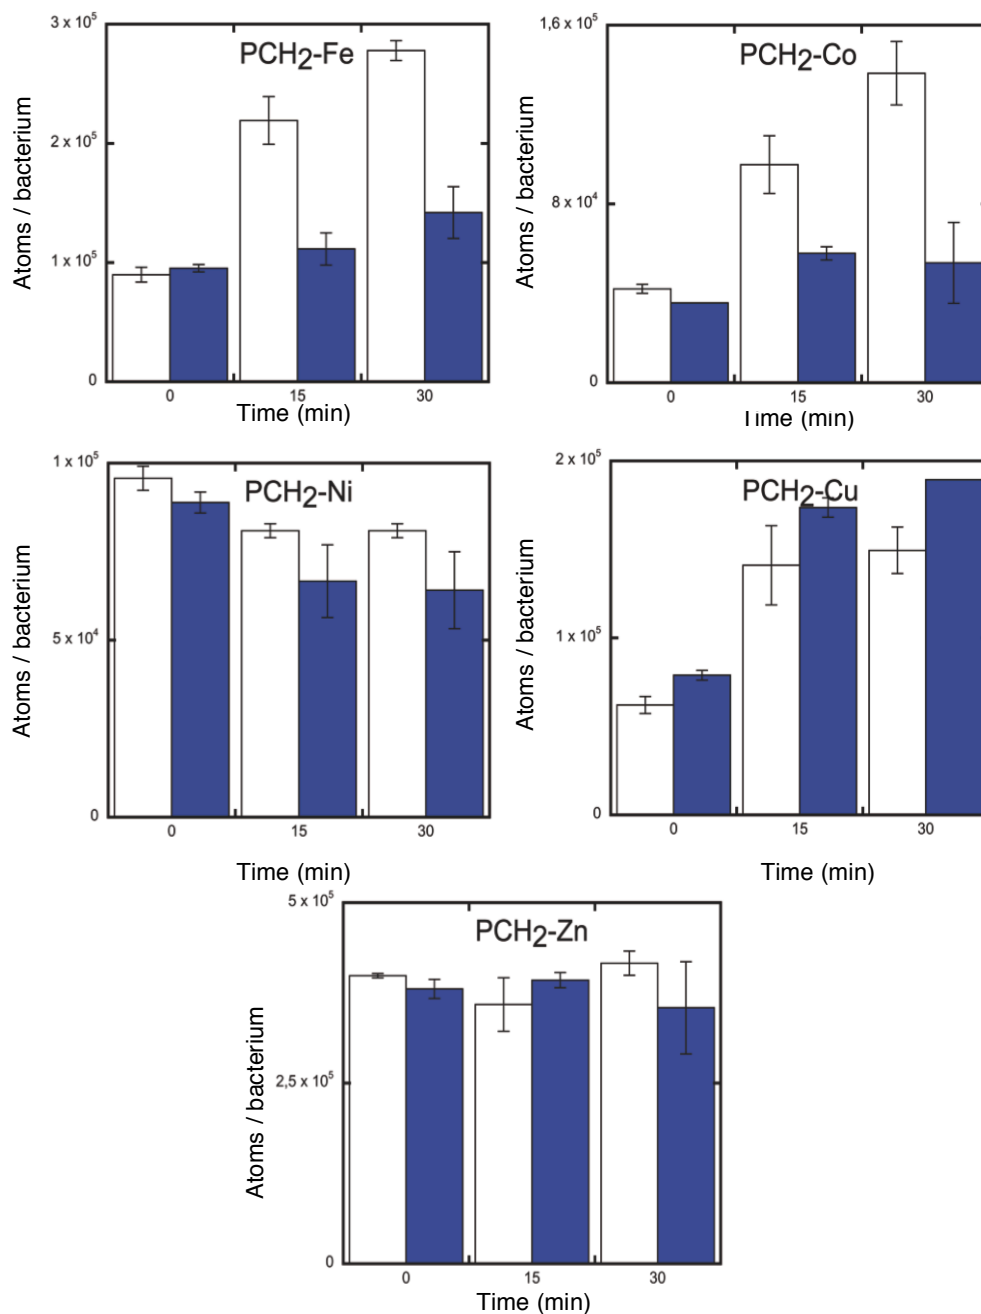 3 x 10⁵
PCH₂-Fe
2 x 10⁵
1 x 10⁵
0
Atoms / bacterium
0 15 30
Time (min)
1,6 x 10⁵
PCH₂-Co
8 x 10⁴
0
Atoms / bacterium
0 15 30
Time (min)
1 x 10⁵
PCH₂-Ni
5 x 10⁴
0
Atoms / bacterium
0 15 30
Time (min)
2 x 10⁵
PCH₂-Cu
1 x 10⁵
0
Atoms / bacterium
0 15 30
Time (min)
5 x 10⁵
PCH₂-Zn
2,5 x 10⁵
0
Atoms / bacterium
0 15 30
Time (min)